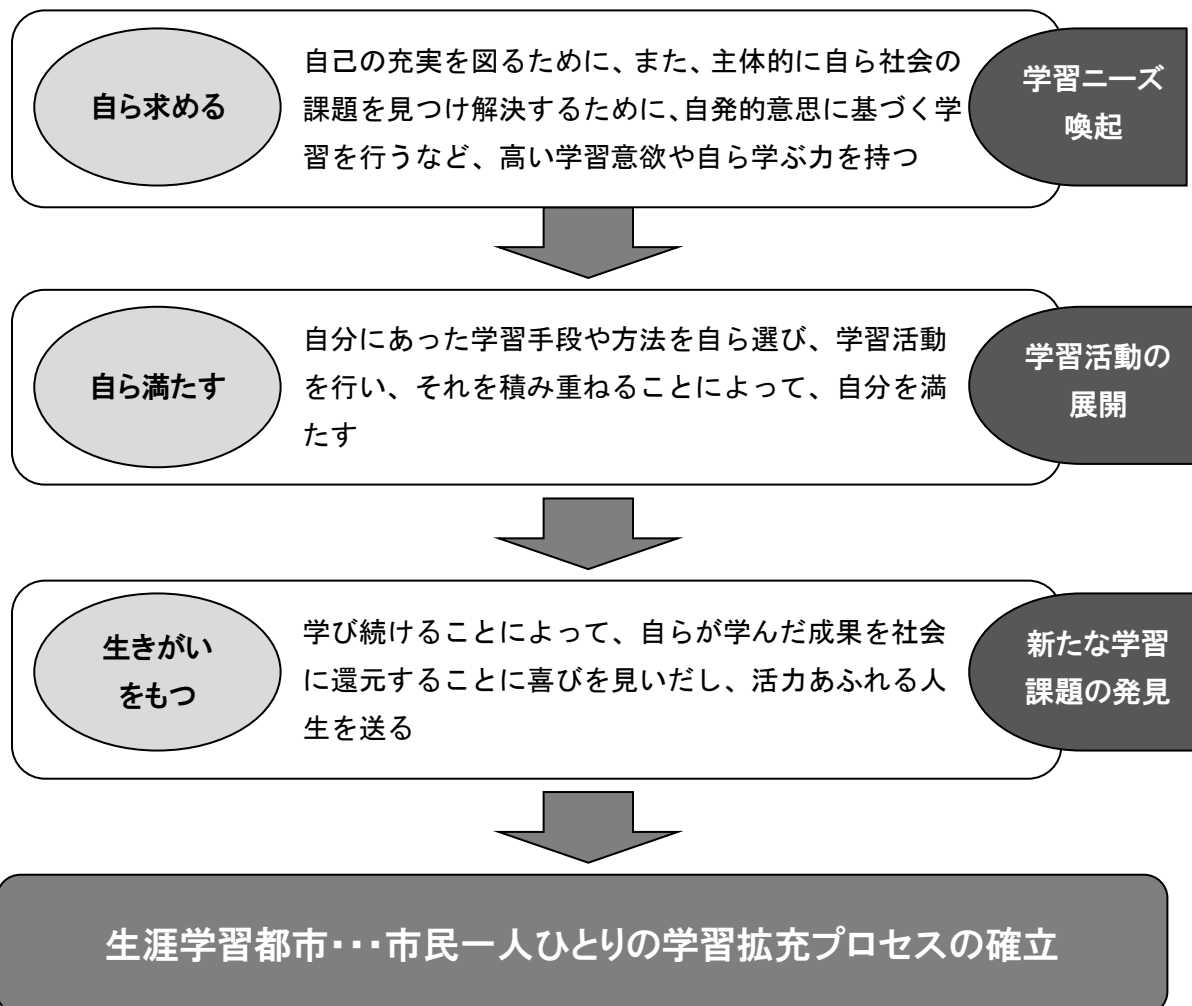 自ら求める
自己の充実を図るために、また、主体的に自ら社会の
課題を見つけ解決するために、自発的意思に基づく学
習を行うなど、高い学習意欲や自ら学ぶ力を持つ
学習ニーズ
喚起
自ら満たす
自分にあった学習手段や方法を自ら選び、学習活動
を行い、それを積み重ねることによって、自分を満
たす
学習活動の
展開
生きがい
をもつ
学び続けることによって、自らが学んだ成果を社会
に還元することに喜びを見いだし、活力あふれる人
生を送る
新たな学習
課題の発見
生涯学習都市・・・市民一人ひとりの学習拡充プロセスの確立